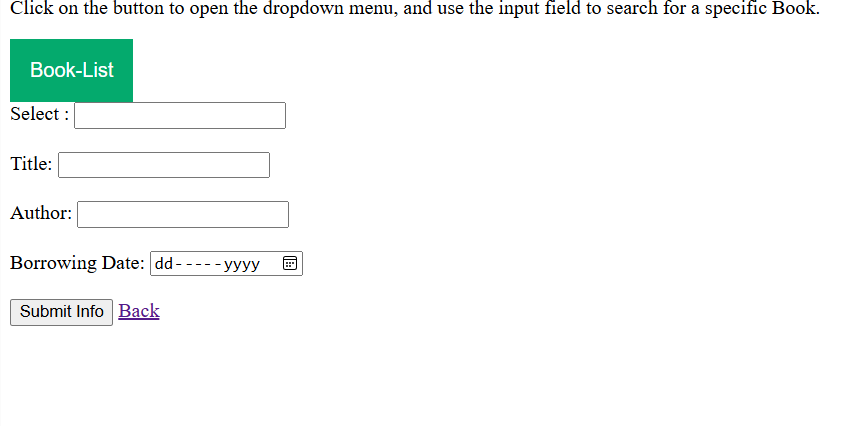 Click on the button to open the dropdown menu, and use the input field to search for a specific Book.
Book-List
Select :
Title:
Author:
Borrowing Date: dd-----yyyy
Submit Info Back